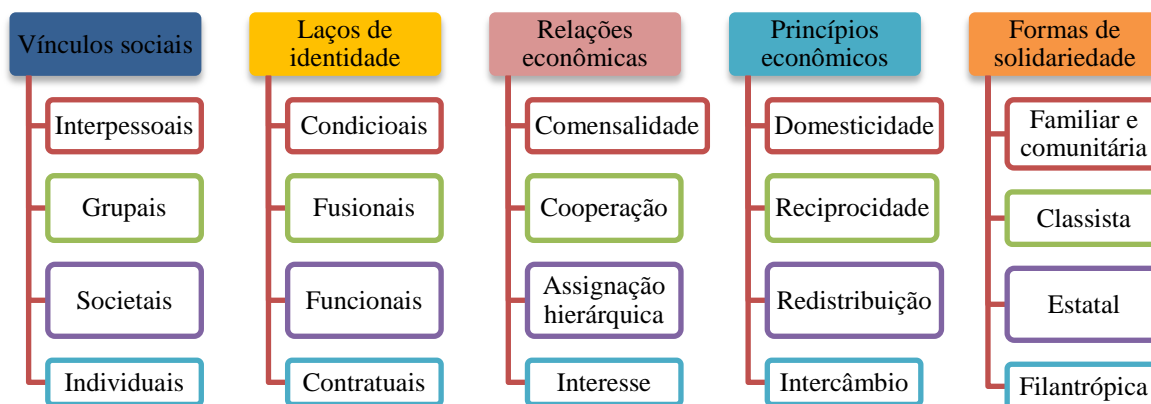 Vínculos sociais
Interpessoais
Grupais
Societais
Individuais
Laços de
identidade
Condicioais
Fusionais
Funcionais
Contratuais
Relações
econômicas
Comensalidade
Cooperação
Assignação
hierárquica
Interesse
Princípios
econômicos
Domesticidade
Reciprocidade
Redistribuição
Intercâmbio
Formas de
solidariedade
Familiar e
comunitária
Classista
Estatal
Filantrópica